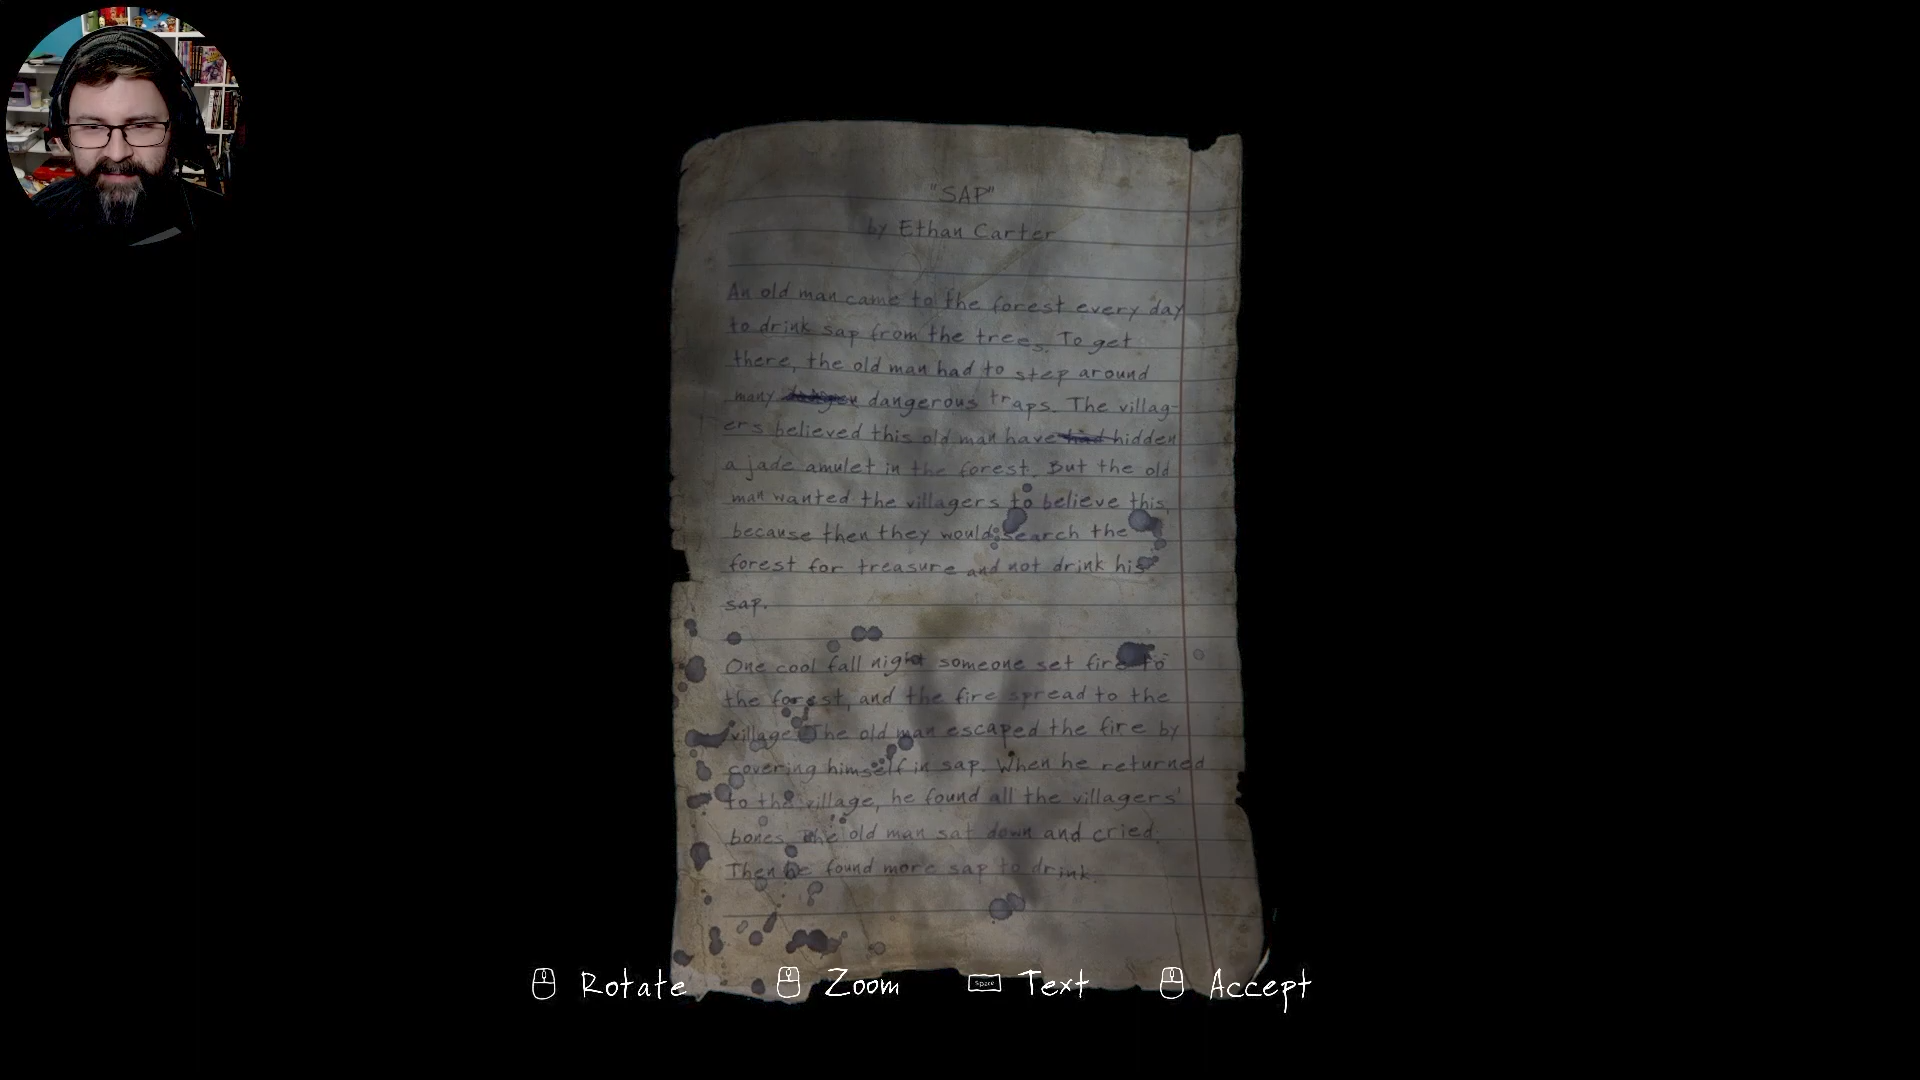 "SAP"
by Ethan Carter
An old man came to the forest every day
to drink sap from the trees. To get
there, the old man had to step around
many dangerous traps. The villag-
ers believed this old man have had hidden
a jade amulet in the forest. But the old
man wanted the villagers to believe this,
because then they would search the
forest for treasure and not drink his
sap.
One cool fall night someone set fire to
the forest, and the fire spread to the
village. The old man escaped the fire by
covering himself in sap. When he returned
to the village, he found all the villagers'
bones. The old man sat down and cried.
Then he found more sap to drink.
Rotate Zoom Space Text Accept